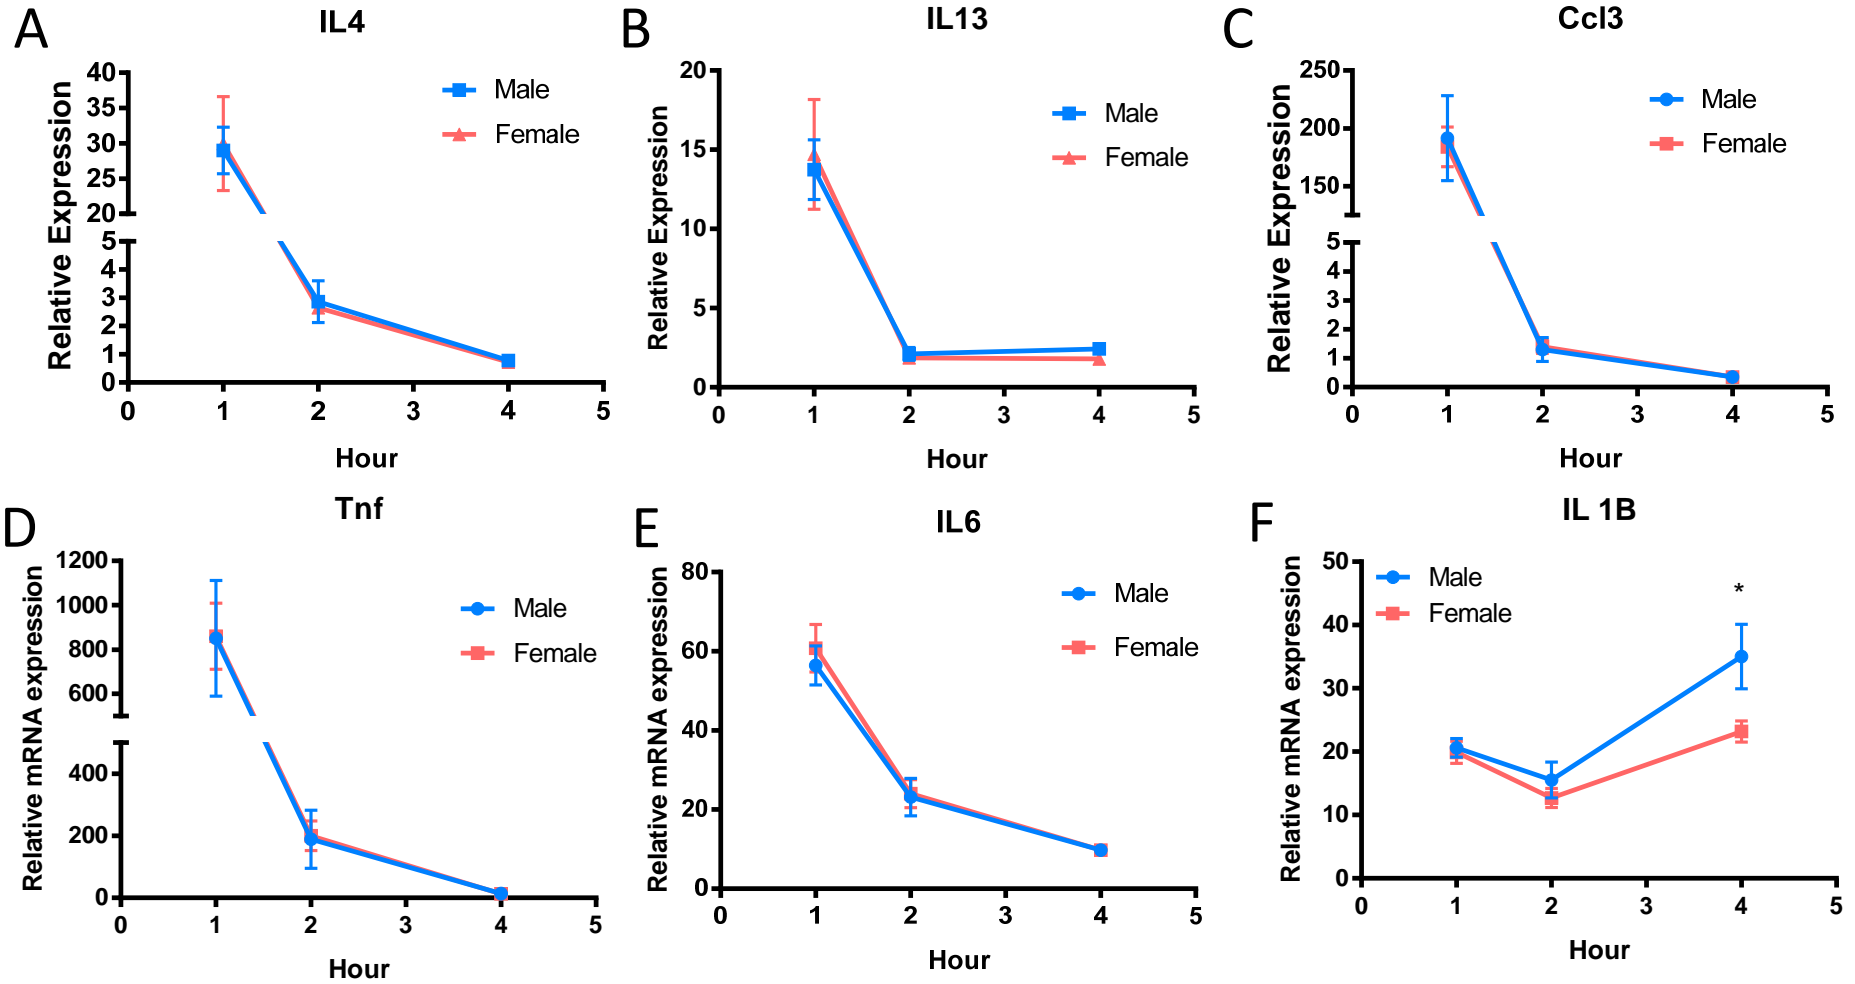 A
IL4
Relative Expression
40
35
30
25
20
5
4
3
2
1
0
Male
Female
0 1 2 3 4 5
Hour
B
IL13
Relative Expression
20
15
10
5
0
Male
Female
0 1 2 3 4 5
Hour
C
Ccl3
Relative Expression
250
200
150
5
4
3
2
1
0
Male
Female
0 1 2 3 4 5
Hour
D
Tnf
Relative mRNA expression
1200
1000
800
600
400
200
0
Male
Female
0 1 2 3 4 5
Hour
E
IL6
Relative mRNA expression
80
60
40
20
0
Male
Female
0 1 2 3 4 5
Hour
F
IL 1B
Relative mRNA expression
50
40
30
20
10
0
Male
Female
*
0 1 2 3 4 5
Hour